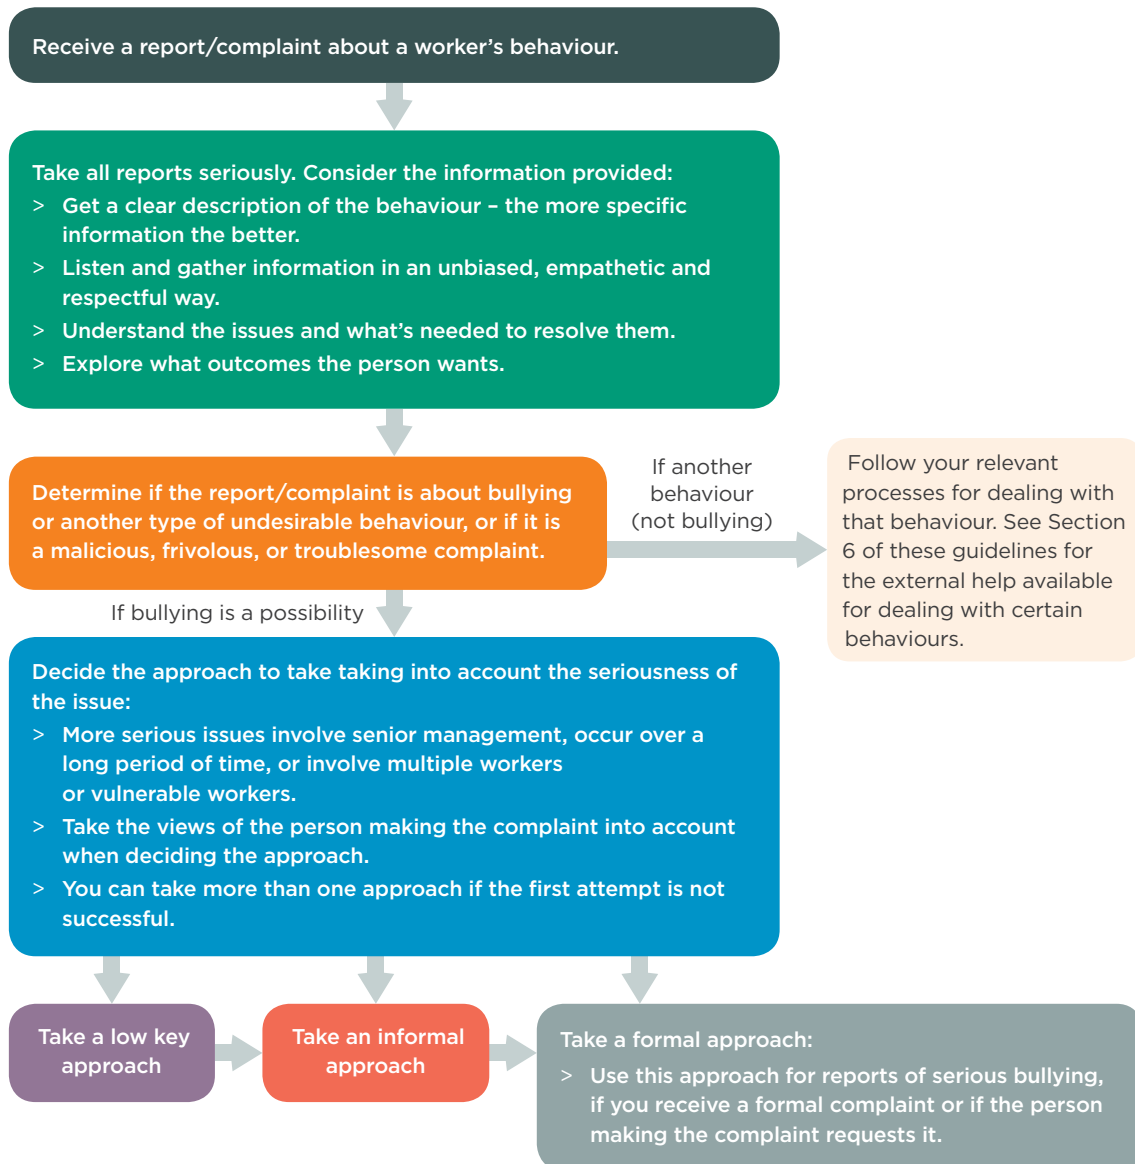 Receive a report/complaint about a worker’s behaviour.
Take all reports seriously. Consider the information provided:
> Get a clear description of the behaviour – the more specific
information the better.
> Listen and gather information in an unbiased, empathetic and
respectful way.
> Understand the issues and what’s needed to resolve them.
> Explore what outcomes the person wants.
Determine if the report/complaint is about bullying
or another type of undesirable behaviour, or if it is
a malicious, frivolous, or troublesome complaint.
If another
behaviour
(not bullying)
Follow your relevant
processes for dealing with
that behaviour. See Section
6 of these guidelines for
the external help available
for dealing with certain
behaviours.
If bullying is a possibility
Decide the approach to take taking into account the seriousness of
the issue:
> More serious issues involve senior management, occur over a
long period of time, or involve multiple workers
or vulnerable workers.
> Take the views of the person making the complaint into account
when deciding the approach.
> You can take more than one approach if the first attempt is not
successful.
Take a low key
approach
Take an informal
approach
Take a formal approach:
> Use this approach for reports of serious bullying,
if you receive a formal complaint or if the person
making the complaint requests it.